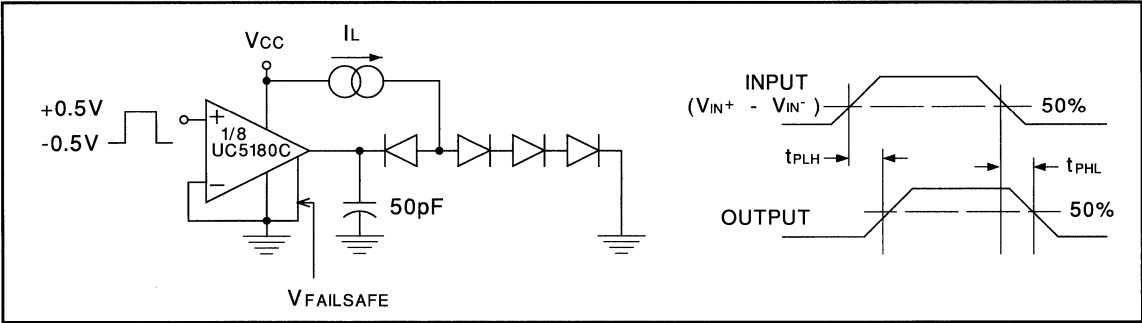 VCC
IL
+0.5V
-0.5V
+
1/8
UC5180C
−
50pF
VFAILSAFE
INPUT
(VIN+ - VIN-)
50%
tPLH
tPHL
OUTPUT
50%